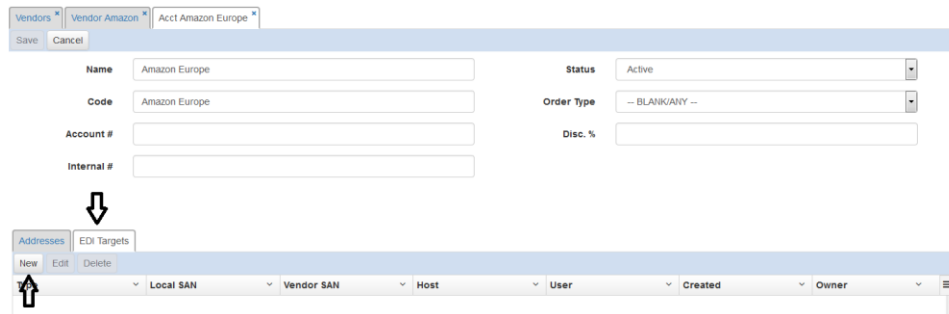 Vendors × Vendor Amazon × Acct Amazon Europe ×
Save Cancel
Name Amazon Europe Status Active
Code Amazon Europe Order Type -- BLANK/ANY --
Account # Disc. %
Internal #
Addresses EDI Targets
New Edit Delete
Type Local SAN Vendor SAN Host User Created Owner